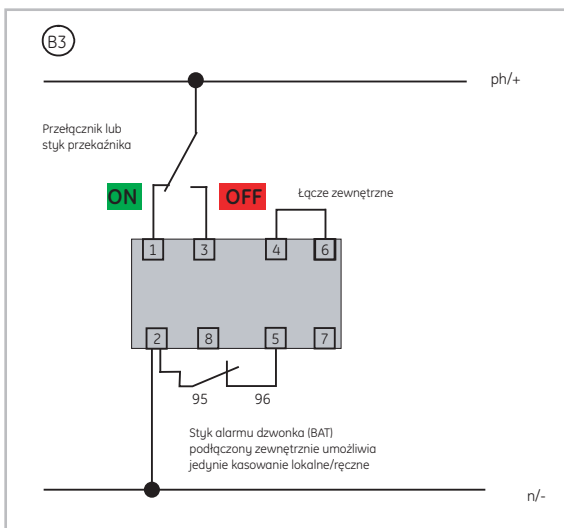 B3
ph/+
Przełącznik lub
styk przekaźnika
ON
OFF
Łącze zewnętrzne
1
3
4
6
2
8
5
7
95
96
Styk alarmu dzwonka (BAT)
podłączony zewnętrznie umożliwia
jedynie kasowanie lokalne/ręczne
n/-